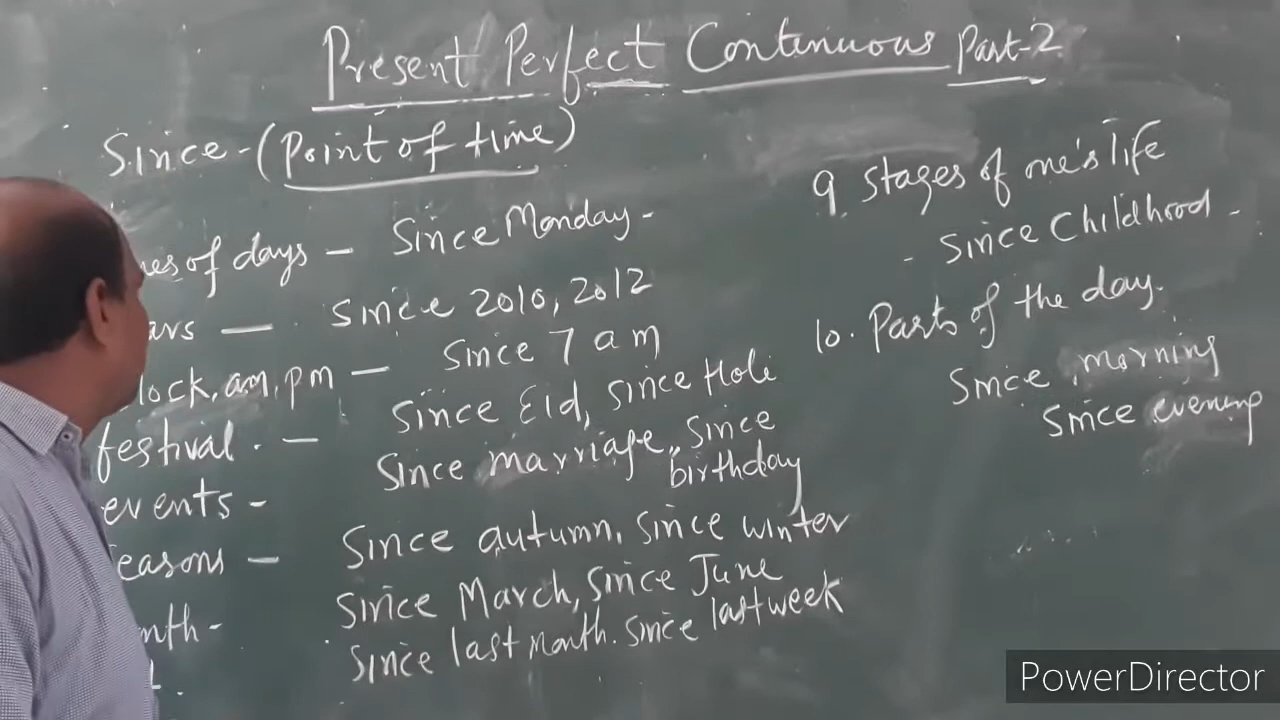 Present Perfect Continuous Part-2
Since - (Point of time)
of days - Since Monday -
Since 2010, 2012
am, pm - Since 7 am
festival. - Since Eid, since Holi
events - Since marriage, since birthday
Seasons - Since autumn, since winter
Since March, Since June
Since last month. since last week
9. Stages of one's life
- Since Childhood -
10. Parts of the day.
Since morning
Since evening
PowerDirector